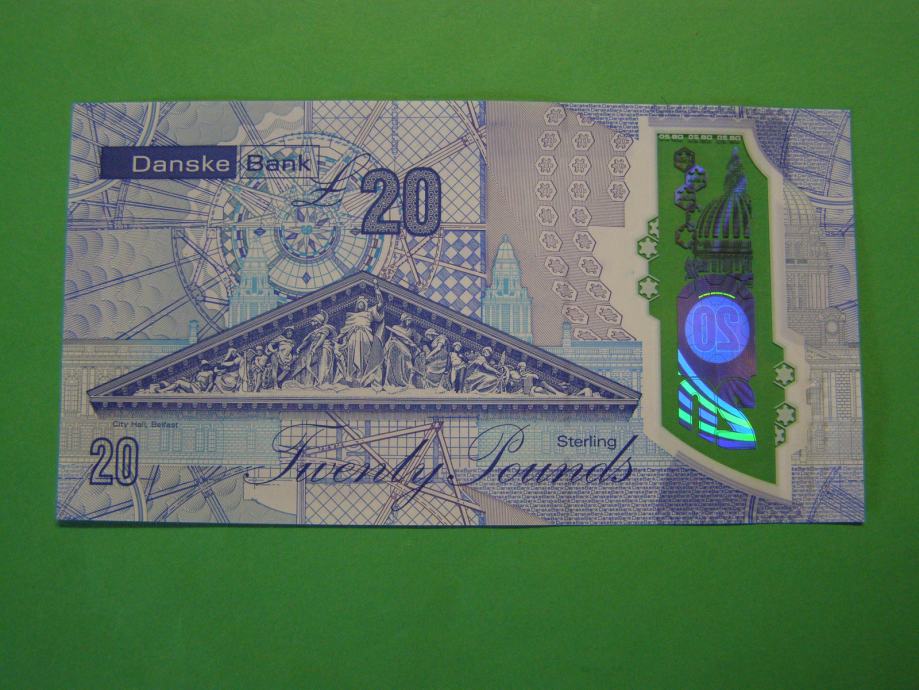 Danske Bank
£20
20
City Hall, Belfast
20
Twenty Pounds
Sterling